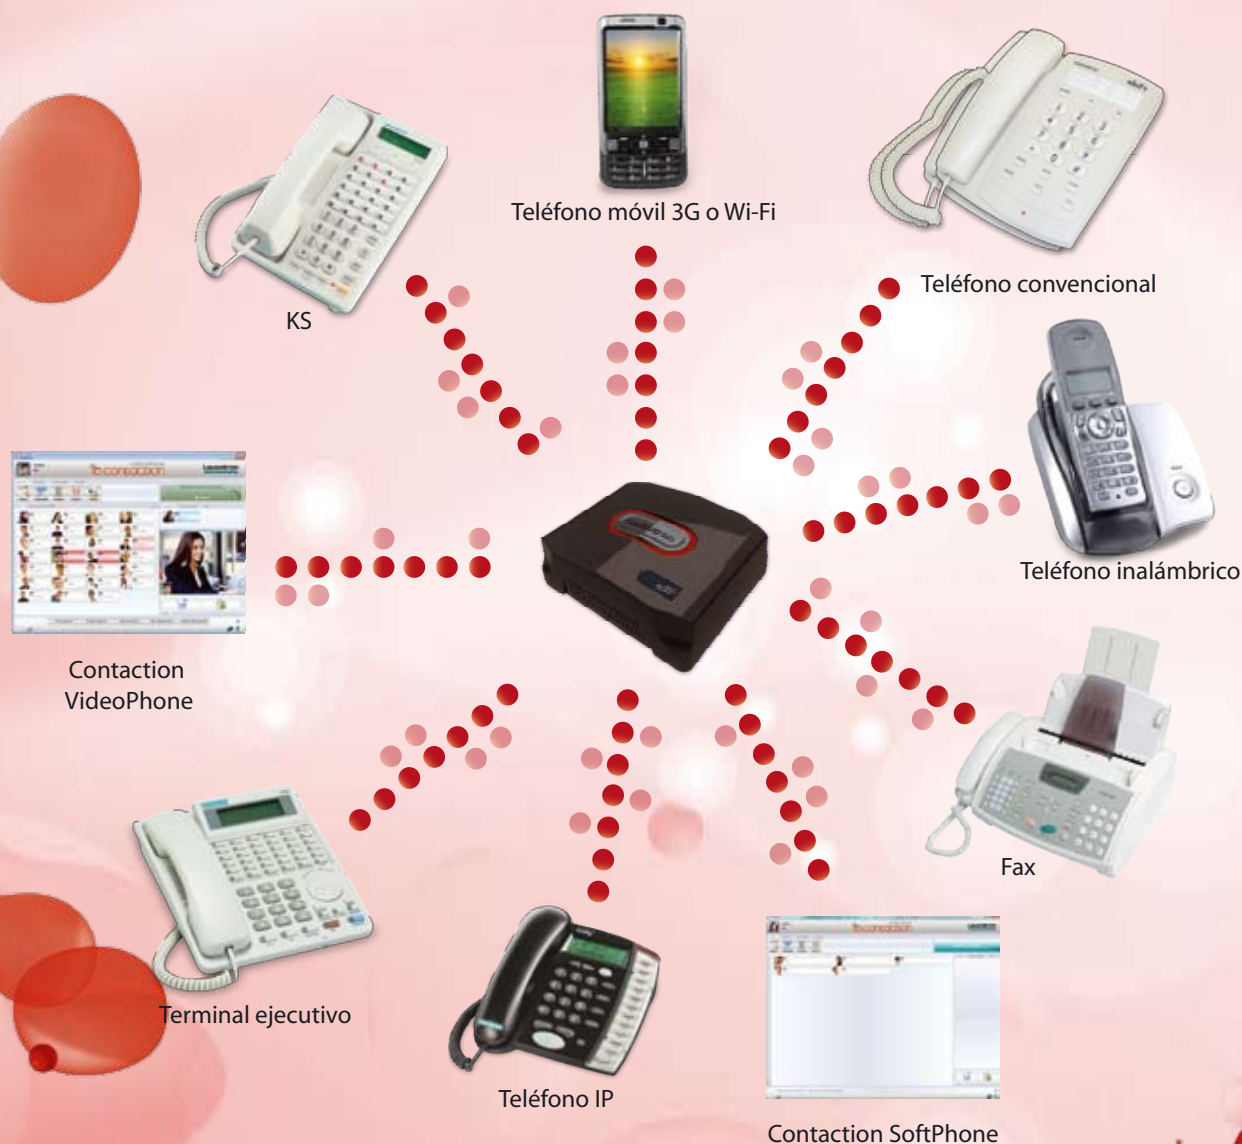 Teléfono móvil 3G o Wi-Fi
Teléfono convencional
KS
Teléfono inalámbrico
Contaction
VideoPhone
Fax
Terminal ejecutivo
Teléfono IP
Contaction SoftPhone